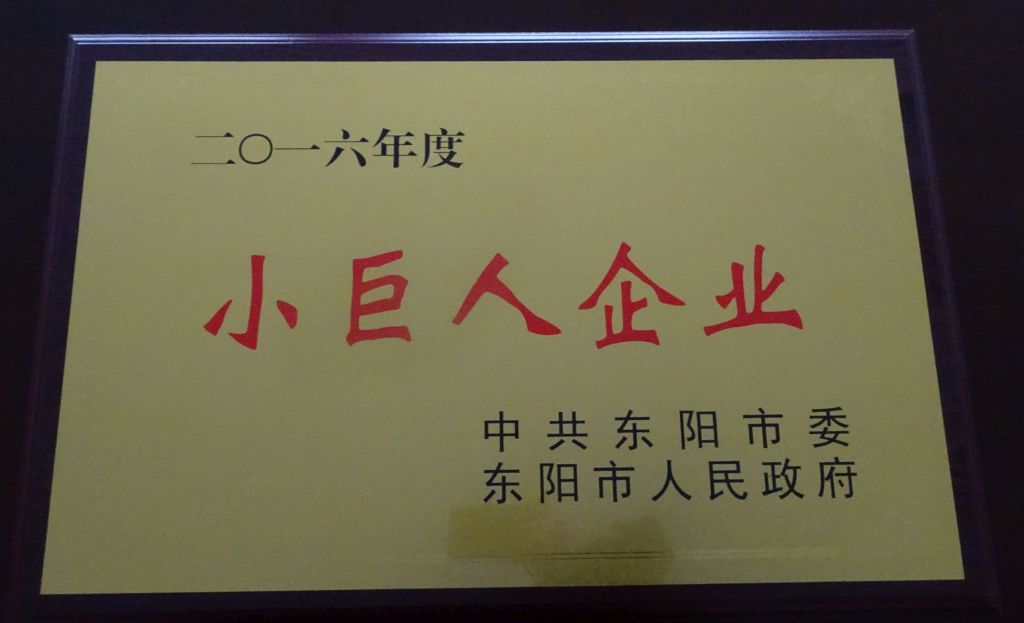 二〇一六年度
小巨人企业
中共东阳市委
东阳市人民政府